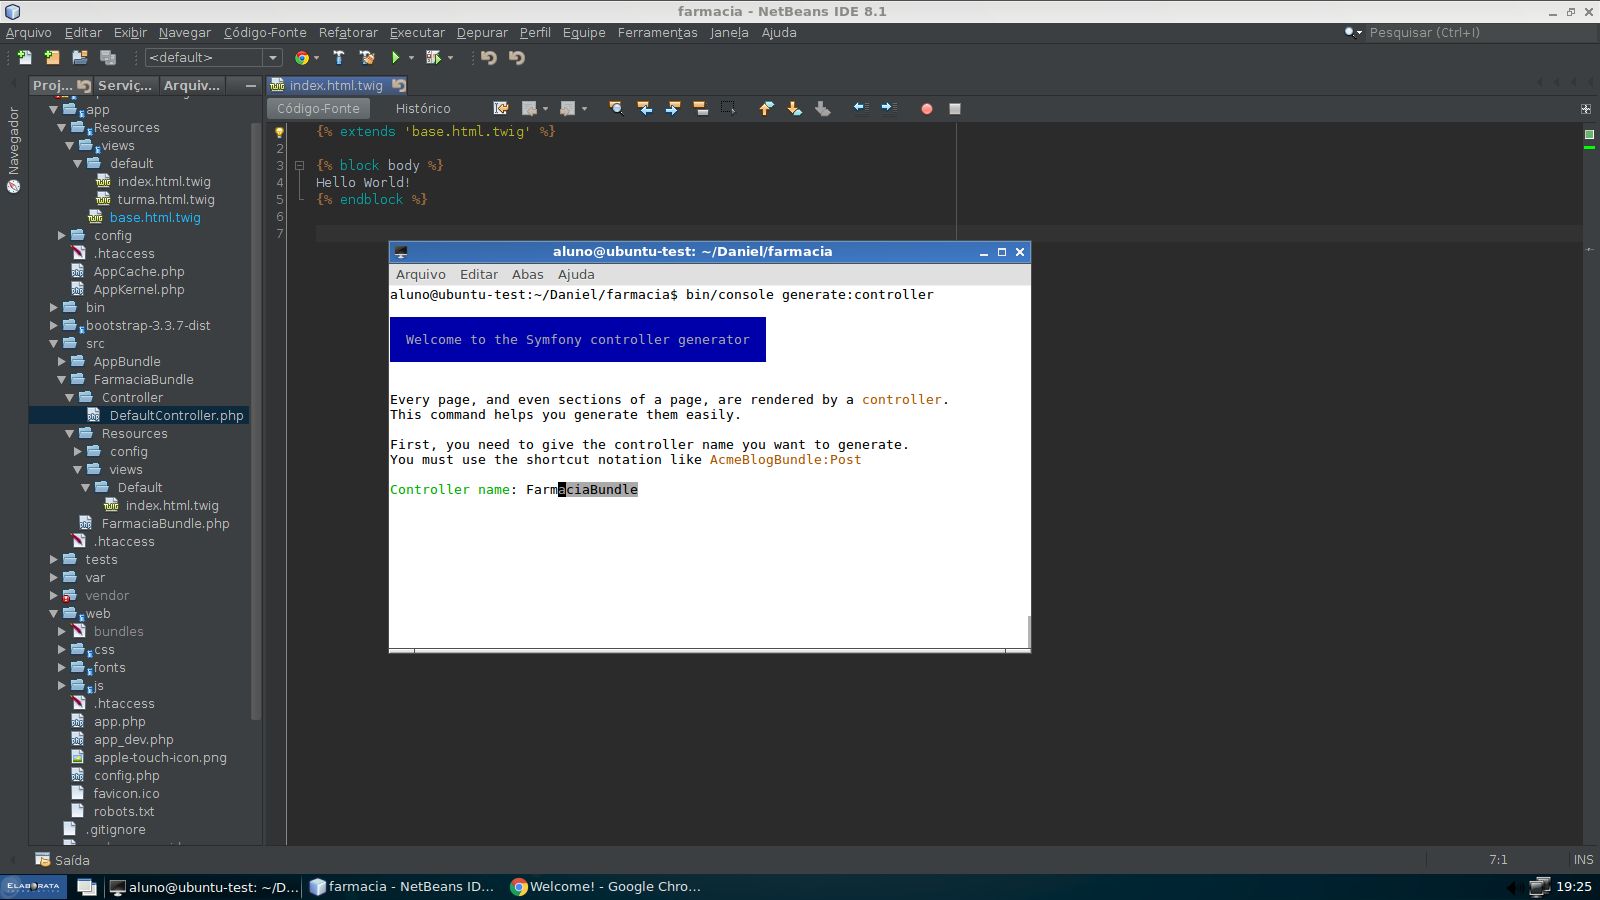 farmacia - NetBeans IDE 8.1
Arquivo Editar Exibir Navegar Código-Fonte Refatorar Executar Depurar Perfil Equipe Ferramentas Janela Ajuda
Pesquisar (Ctrl+I)
<default>
Proj... Serviç... Arquiv...
index.html.twig
Código-Fonte Histórico
Navegador
app
Resources
views
default
index.html.twig
turma.html.twig
base.html.twig
config
.htaccess
AppCache.php
AppKernel.php
bin
bootstrap-3.3.7-dist
src
AppBundle
FarmaciaBundle
Controller
DefaultController.php
Resources
config
views
Default
index.html.twig
FarmaciaBundle.php
.htaccess
tests
var
vendor
web
bundles
css
fonts
js
.htaccess
app.php
app_dev.php
apple-touch-icon.png
config.php
favicon.ico
robots.txt
.gitignore
{% extends 'base.html.twig' %}
2
3 {% block body %}
4 Hello World!
5 {% endblock %}
6
7
aluno@ubuntu-test: ~/Daniel/farmacia
Arquivo Editar Abas Ajuda
aluno@ubuntu-test:~/Daniel/farmacia$ bin/console generate:controller
Welcome to the Symfony controller generator
Every page, and even sections of a page, are rendered by a controller.
This command helps you generate them easily.
First, you need to give the controller name you want to generate.
You must use the shortcut notation like AcmeBlogBundle:Post
Controller name: FarmaciaBundle
Saída
7:1 INS
ELABORATA
aluno@ubuntu-test: ~/D...
farmacia - NetBeans ID...
Welcome! - Google Chro...
19:25